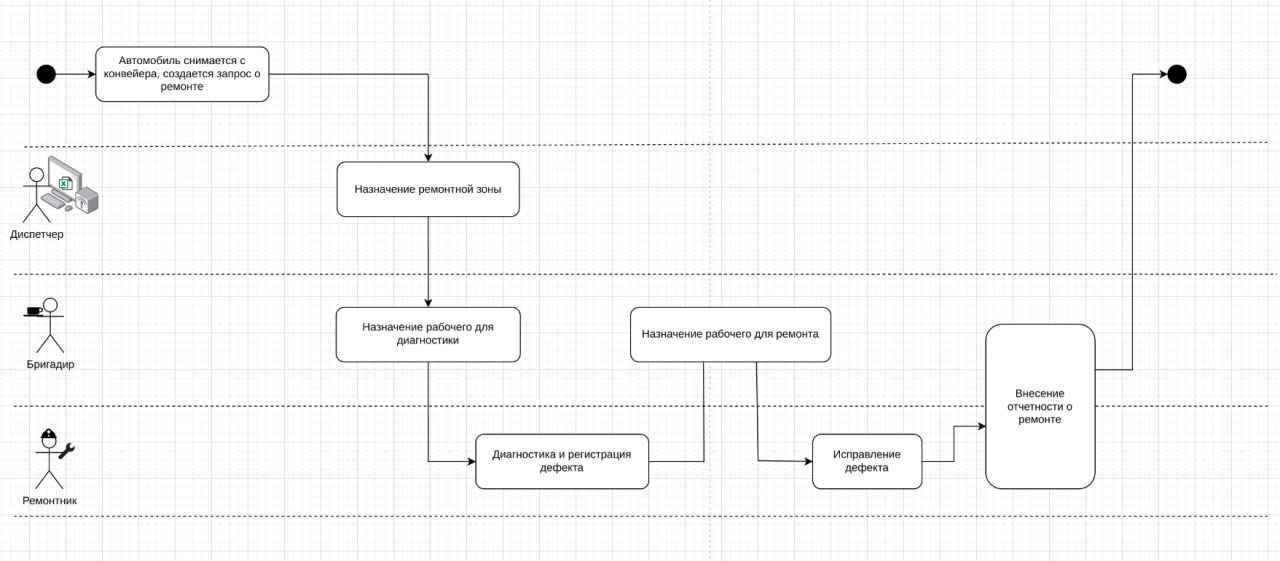 Автомобиль снимается с
конвейера, создается запрос о
ремонте
Назначение ремонтной зоны
Диспетчер
Назначение рабочего для
диагностики
Назначение рабочего для ремонта
Бригадир
Внесение
отчетности о
ремонте
Диагностика и регистрация
дефекта
Исправление
дефекта
Ремонтник